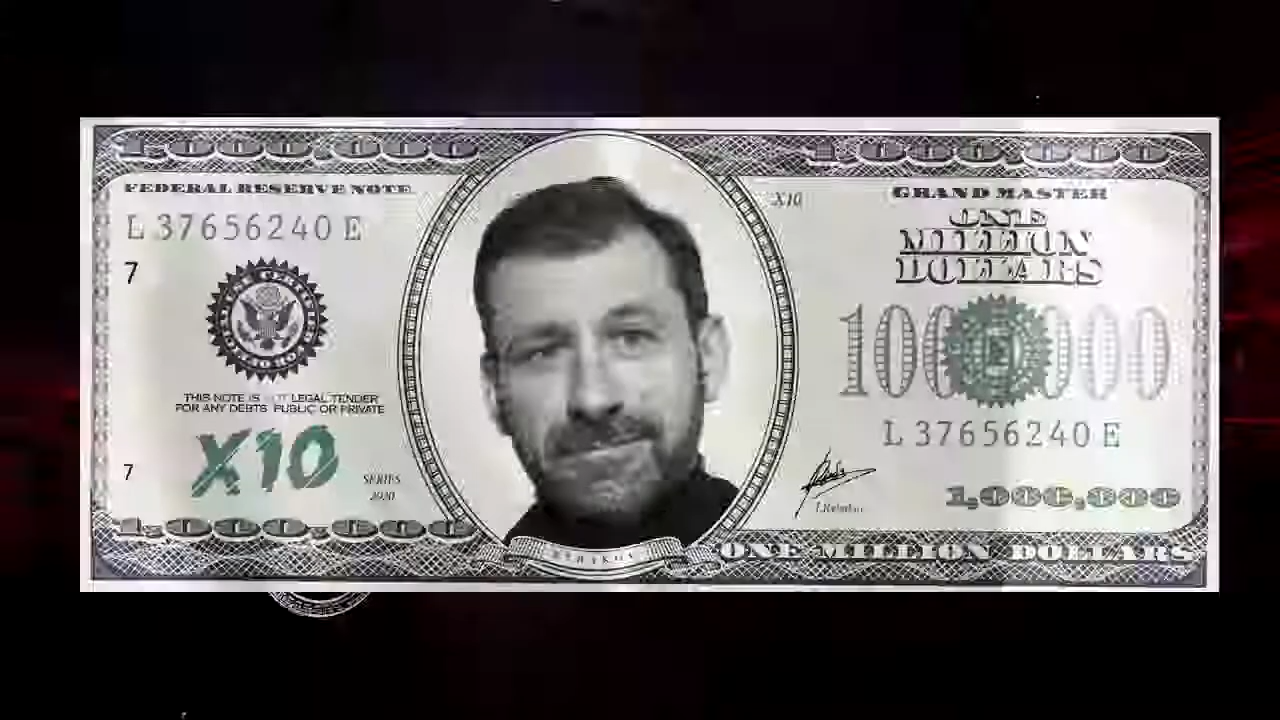 1,000,000
1,000,000
FEDERAL RESERVE NOTE
L 37656240 E
7
THIS NOTE IS NOT LEGAL TENDER
FOR ANY DEBTS PUBLIC OR PRIVATE
X10
7
SERIES
X10
GRAND MASTER
ONE
MILLION
DOLLARS
L 37656240 E
1,000,000
1,000,000
ONE MILLION DOLLARS